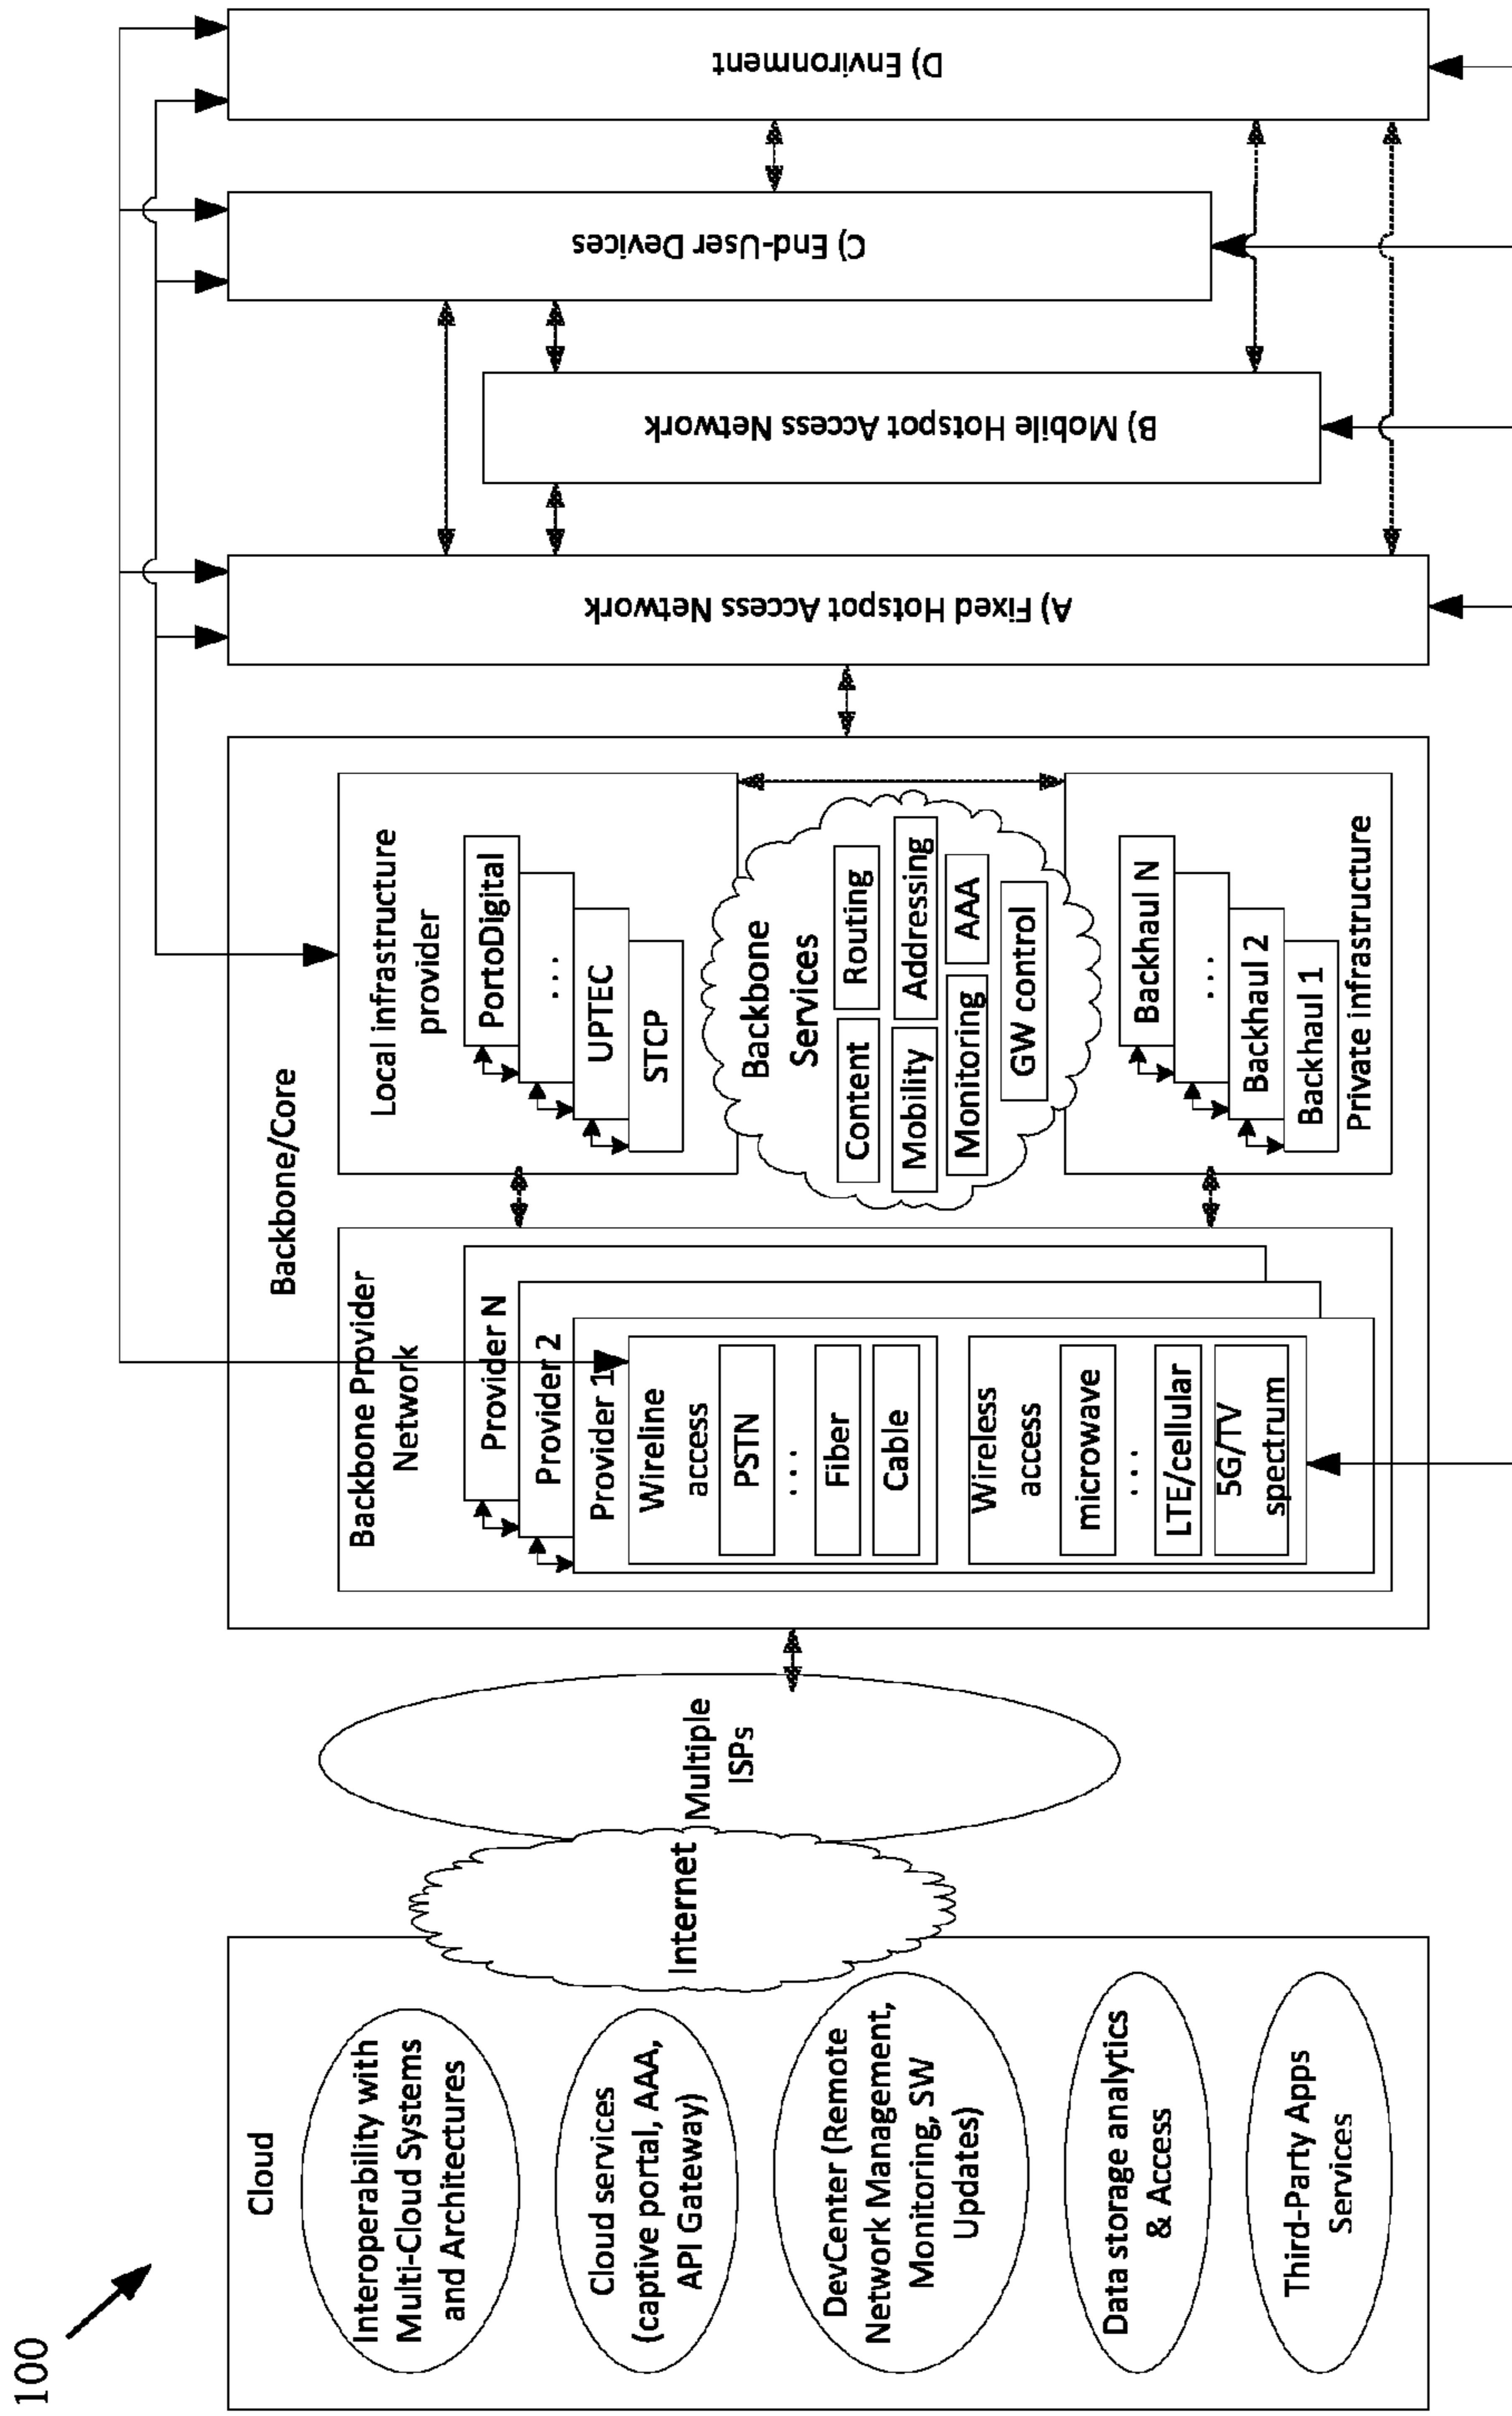 100
Cloud
Interoperability with
Multi-Cloud Systems
and Architectures
Cloud services
(captive portal, AAA,
API Gateway)
DevCenter (Remote
Network Management,
Monitoring, SW
Updates)
Data storage analytics
& Access
Third-Party Apps
Services
Internet
Multiple
ISPs
Backbone/Core
Backbone Provider
Network
Provider N
Provider 2
Provider 1
Wireline
access
PSTN
...
Fiber
Cable
Wireless
access
microwave
...
LTE/cellular
5G/TV
spectrum
Local infrastructure
provider
PortoDigital
...
UPTEC
STCP
Backbone
Services
Content
Routing
Mobility
Addressing
Monitoring
AAA
GW control
Backhaul N
...
Backhaul 2
Backhaul 1
Private infrastructure
A) Fixed Hotspot Access Network
B) Mobile Hotspot Access Network
C) End-User Devices
D) Environment